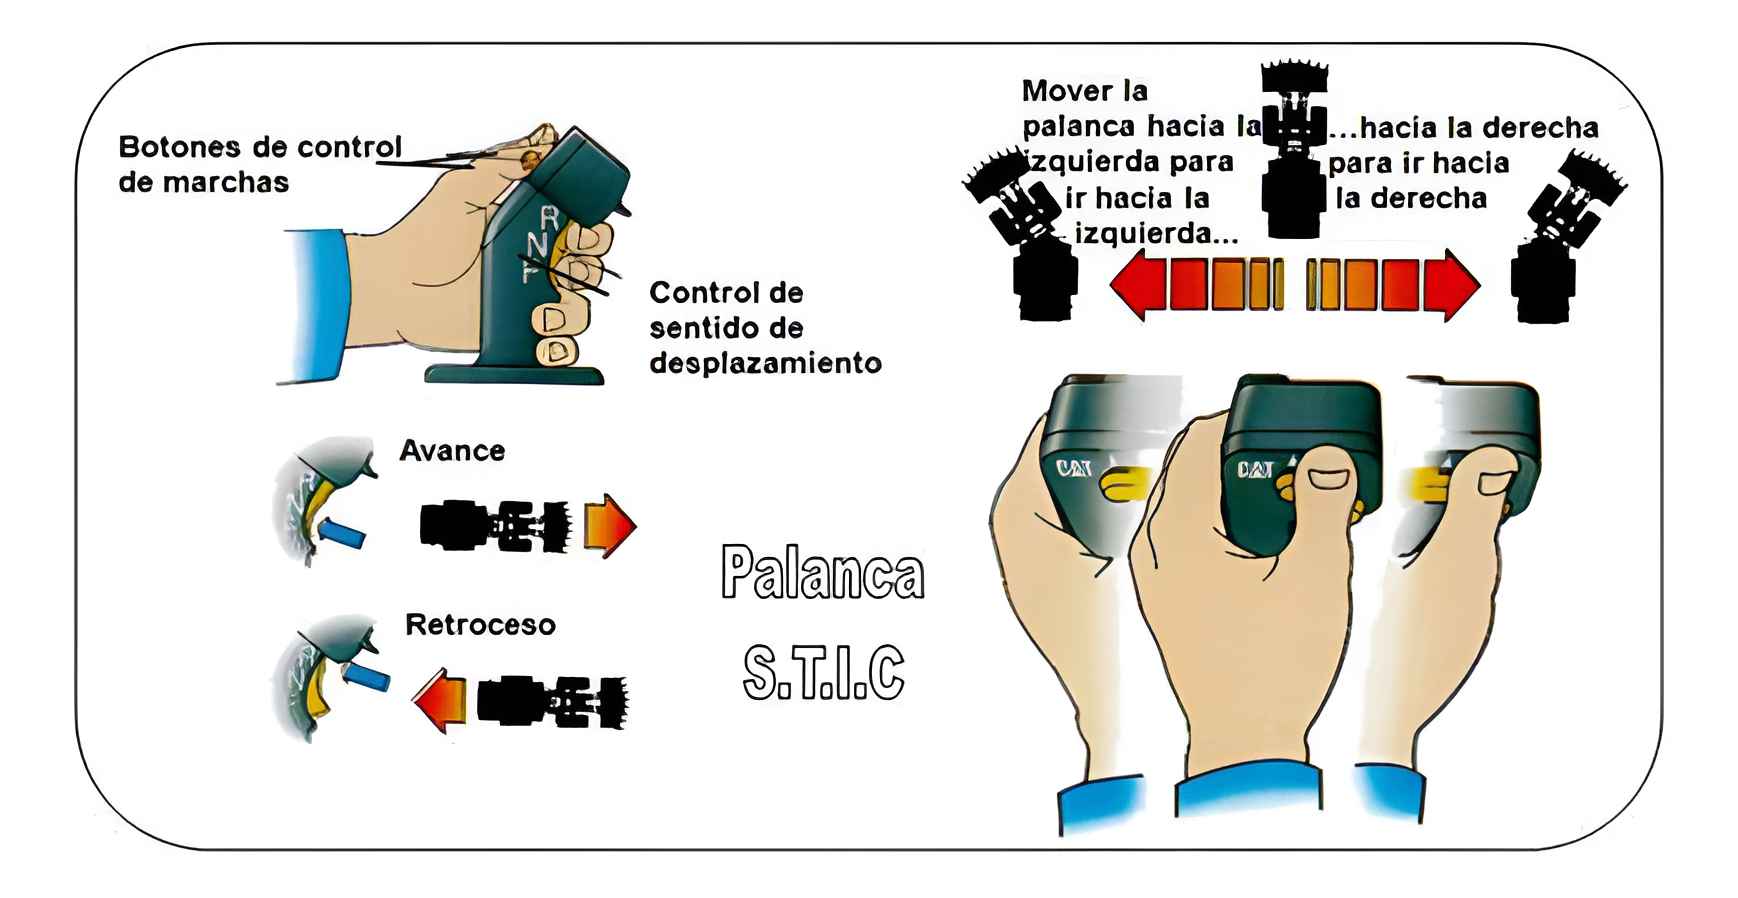 Botones de control
de marchas
R
N
F
Control de
sentido de
desplazamiento
Avance
Retroceso
Palanca
S.T.I.C
Mover la
palanca hacia la
izquierda para
ir hacia la
izquierda...
...hacia la derecha
para ir hacia
la derecha
CAT
CAT